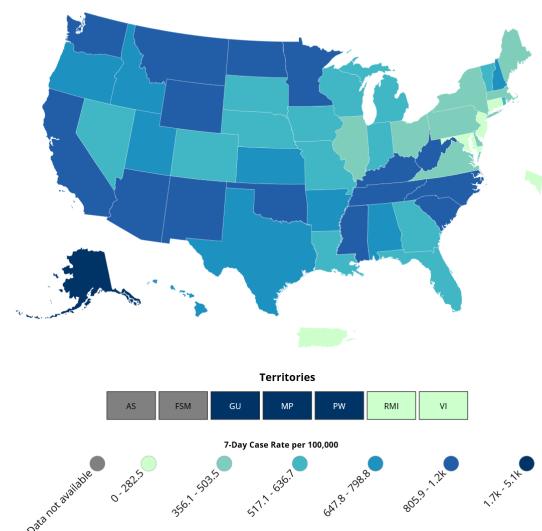 Territories
AS FSM GU MP PW RMI VI
7-Day Case Rate per 100,000
Data not available
0 - 282.5
356.1 - 503.5
517.1 - 636.7
647.8 - 798.8
805.9 - 1.2k
1.7k - 5.1k